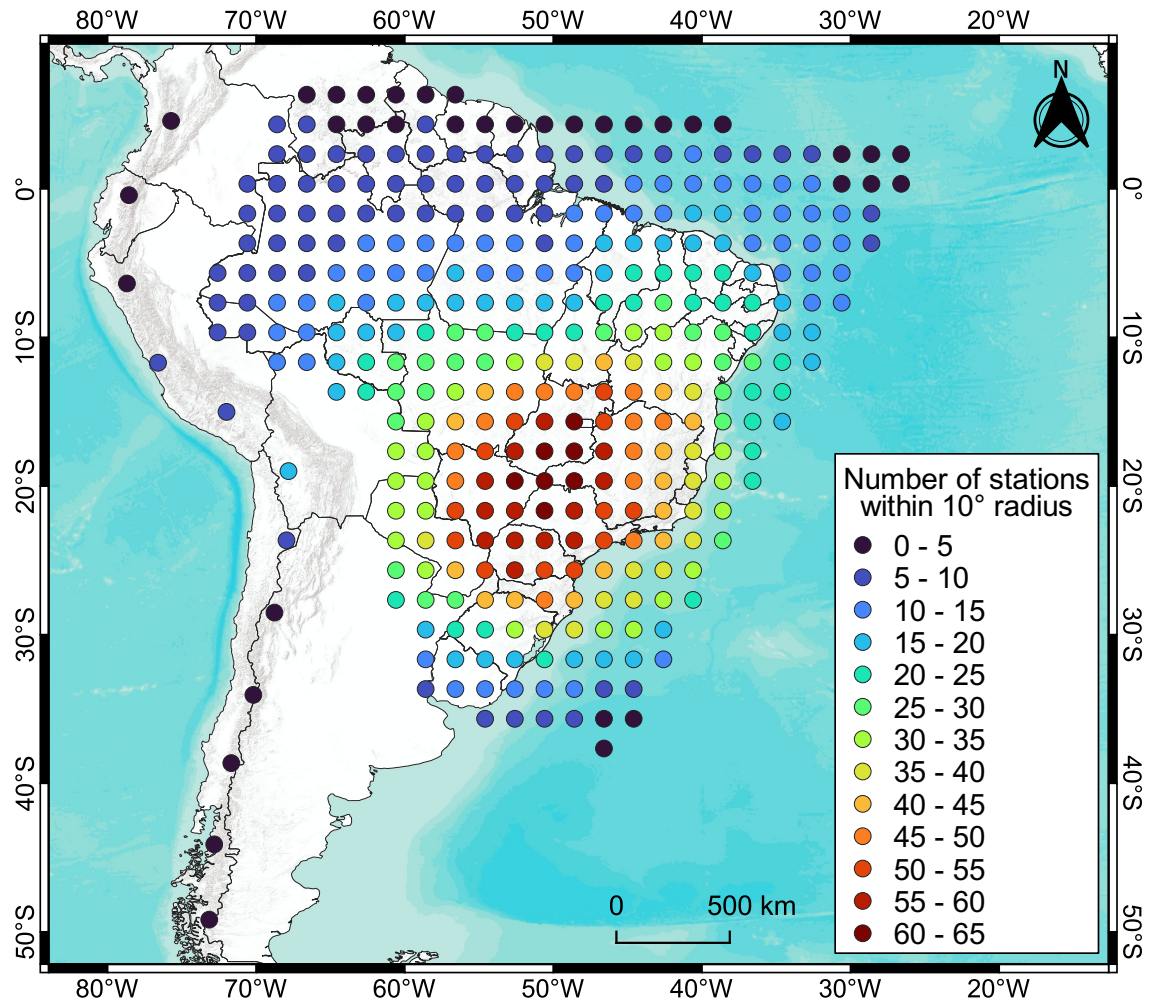 80°W 70°W 60°W 50°W 40°W 30°W 20°W
N
0° 0°
10°S 10°S
20°S 20°S
30°S 30°S
40°S 40°S
50°S 50°S
Number of stations
within 10° radius
0 - 5
5 - 10
10 - 15
15 - 20
20 - 25
25 - 30
30 - 35
35 - 40
40 - 45
45 - 50
50 - 55
55 - 60
60 - 65
0 500 km
80°W 70°W 60°W 50°W 40°W 30°W 20°W